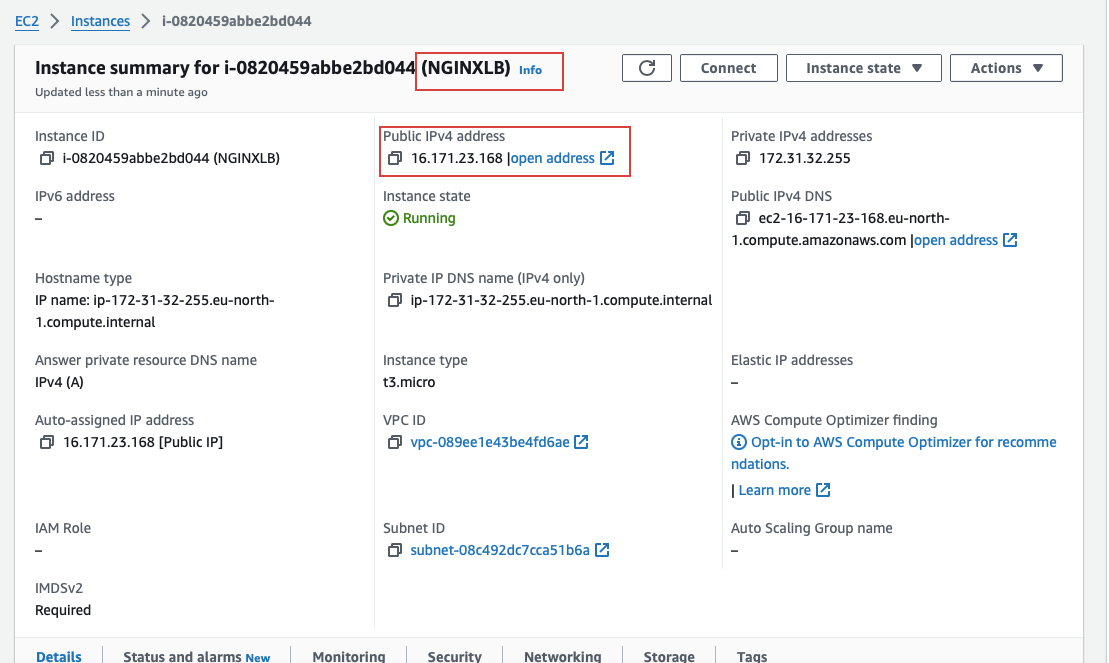 EC2 > Instances > i-0820459abbe2bd044
Instance summary for i-0820459abbe2bd044 (NGINXLB) Info
Connect
Instance state
Actions
Updated less than a minute ago
Instance ID
i-0820459abbe2bd044 (NGINXLB)
Public IPv4 address
16.171.23.168 |open address
Private IPv4 addresses
172.31.32.255
IPv6 address
–
Instance state
Running
Public IPv4 DNS
ec2-16-171-23-168.eu-north-
1.compute.amazonaws.com |open address
Hostname type
IP name: ip-172-31-32-255.eu-north-
1.compute.internal
Private IP DNS name (IPv4 only)
ip-172-31-32-255.eu-north-1.compute.internal
Answer private resource DNS name
IPv4 (A)
Instance type
t3.micro
Elastic IP addresses
–
Auto-assigned IP address
16.171.23.168 [Public IP]
VPC ID
vpc-089ee1e43be4fd6ae
AWS Compute Optimizer finding
Opt-in to AWS Compute Optimizer for recomme
ndations.
| Learn more
IAM Role
–
Subnet ID
subnet-08c492dc7cca51b6a
Auto Scaling Group name
–
IMDSv2
Required
Details
Status and alarms New
Monitoring
Security
Networking
Storage
Tags